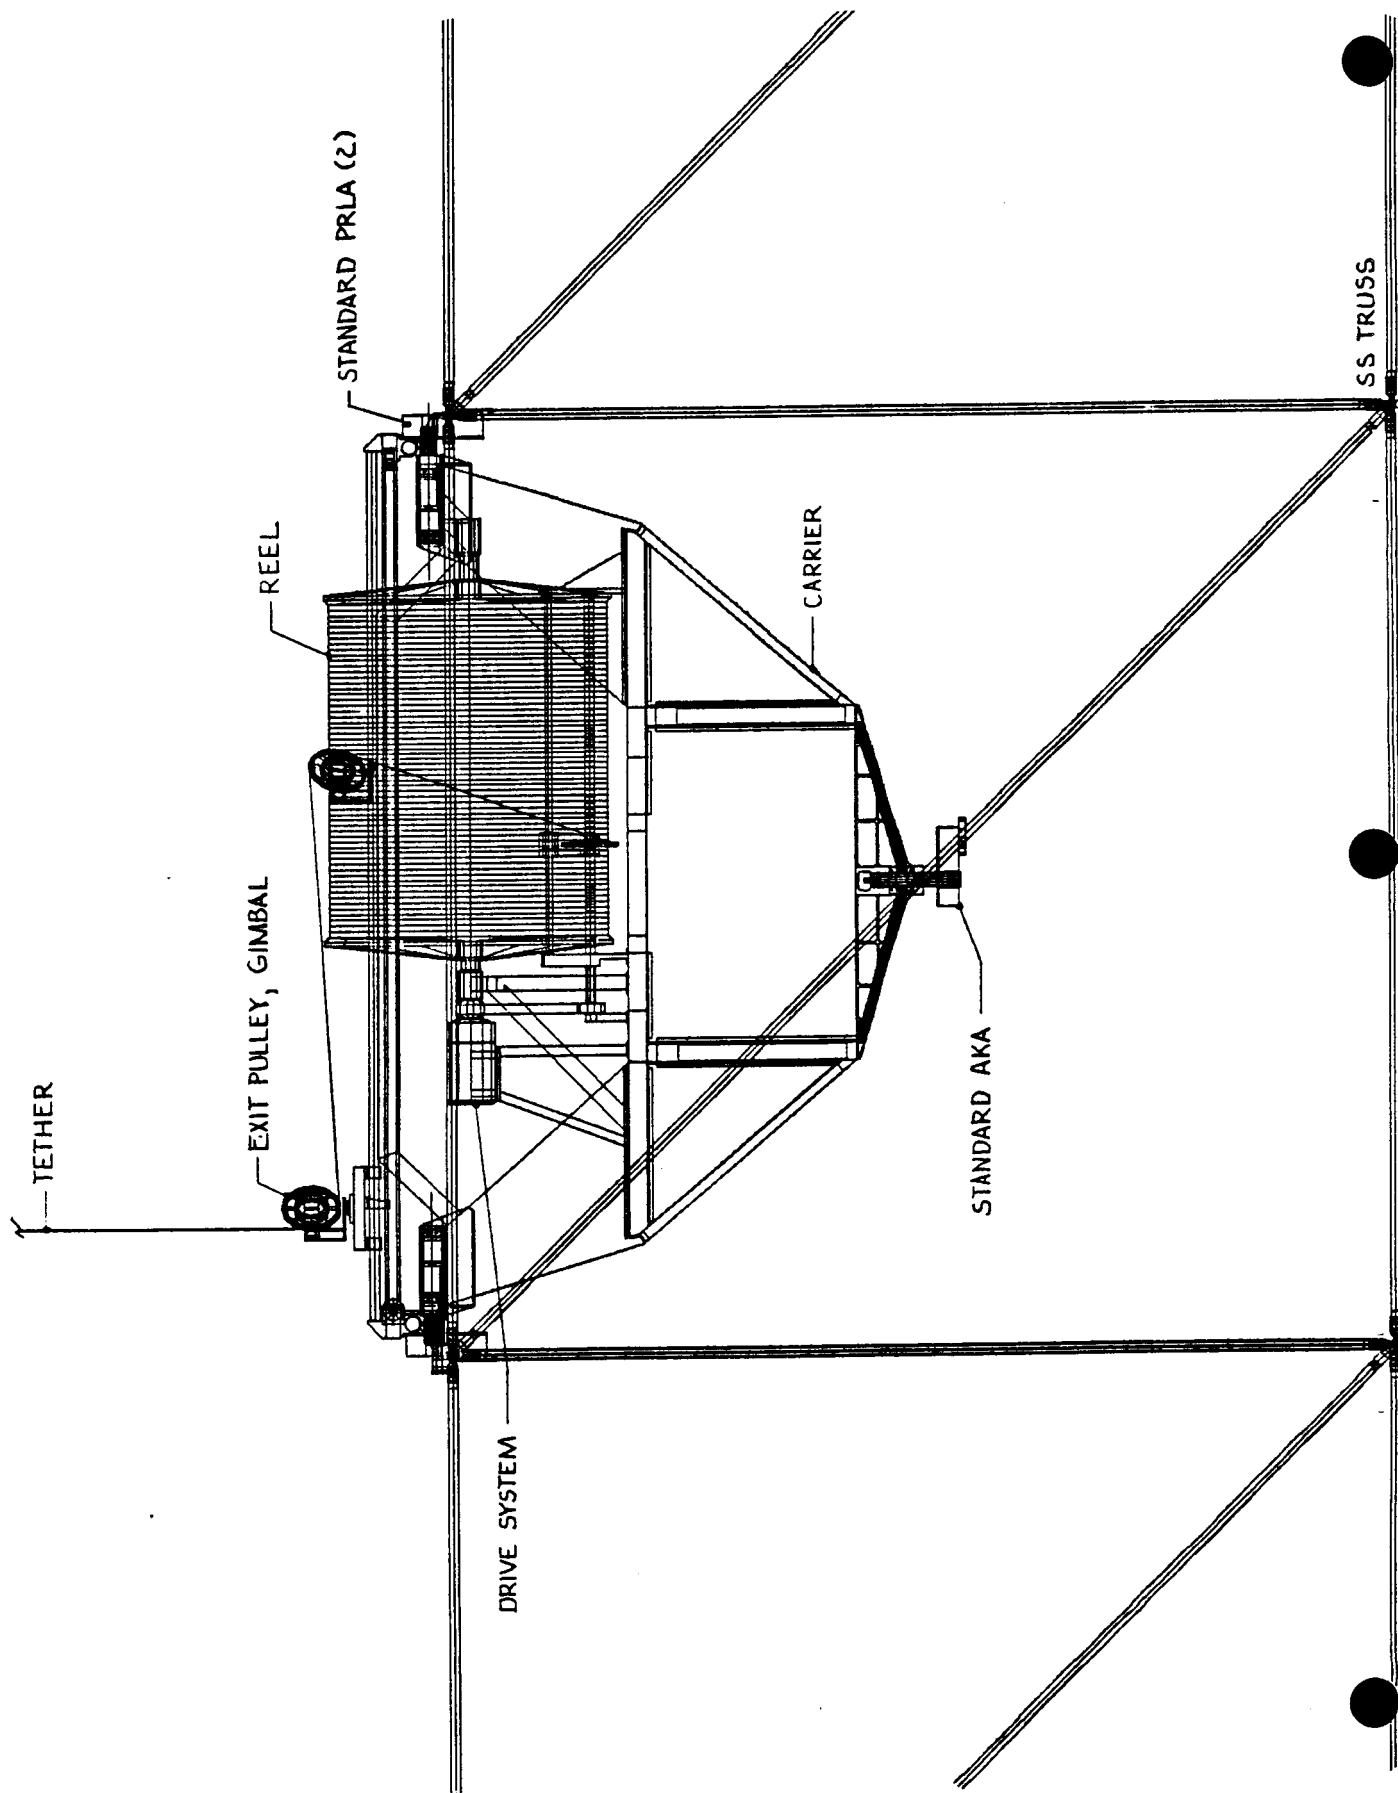 TETHER
EXIT PULLEY, GIMBAL
REEL
STANDARD PRLA (2)
DRIVE SYSTEM
STANDARD AKA
CARRIER
SS TRUSS